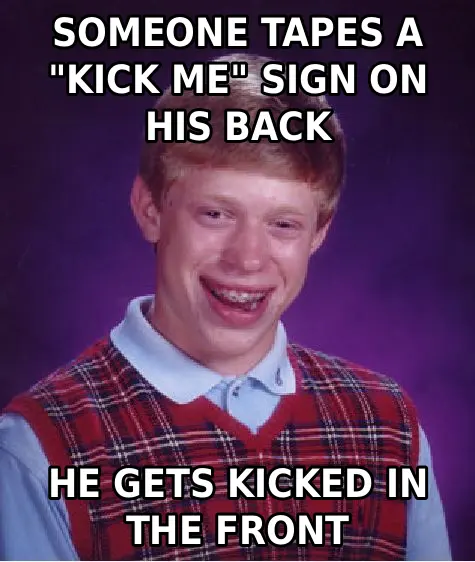 SOMEONE TAPES A
"KICK ME" SIGN ON
HIS BACK
HE GETS KICKED IN
THE FRONT